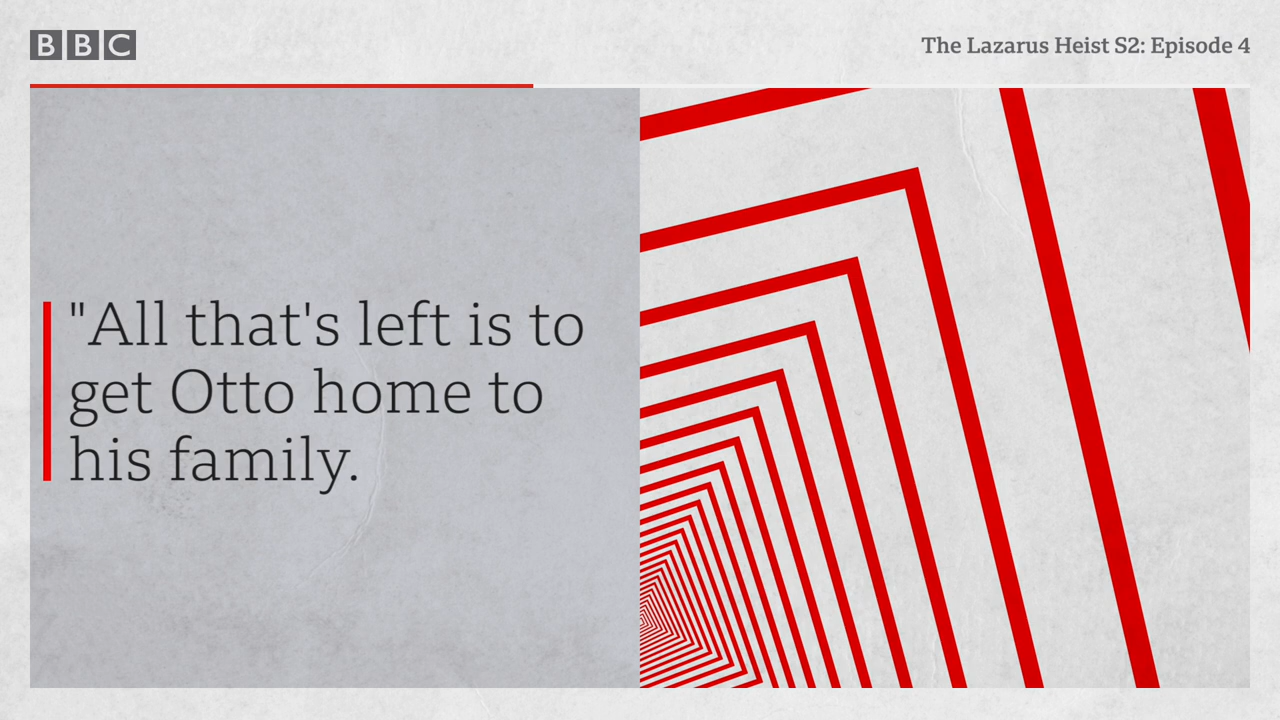 BBC
The Lazarus Heist S2: Episode 4
"All that's left is to
get Otto home to
his family.